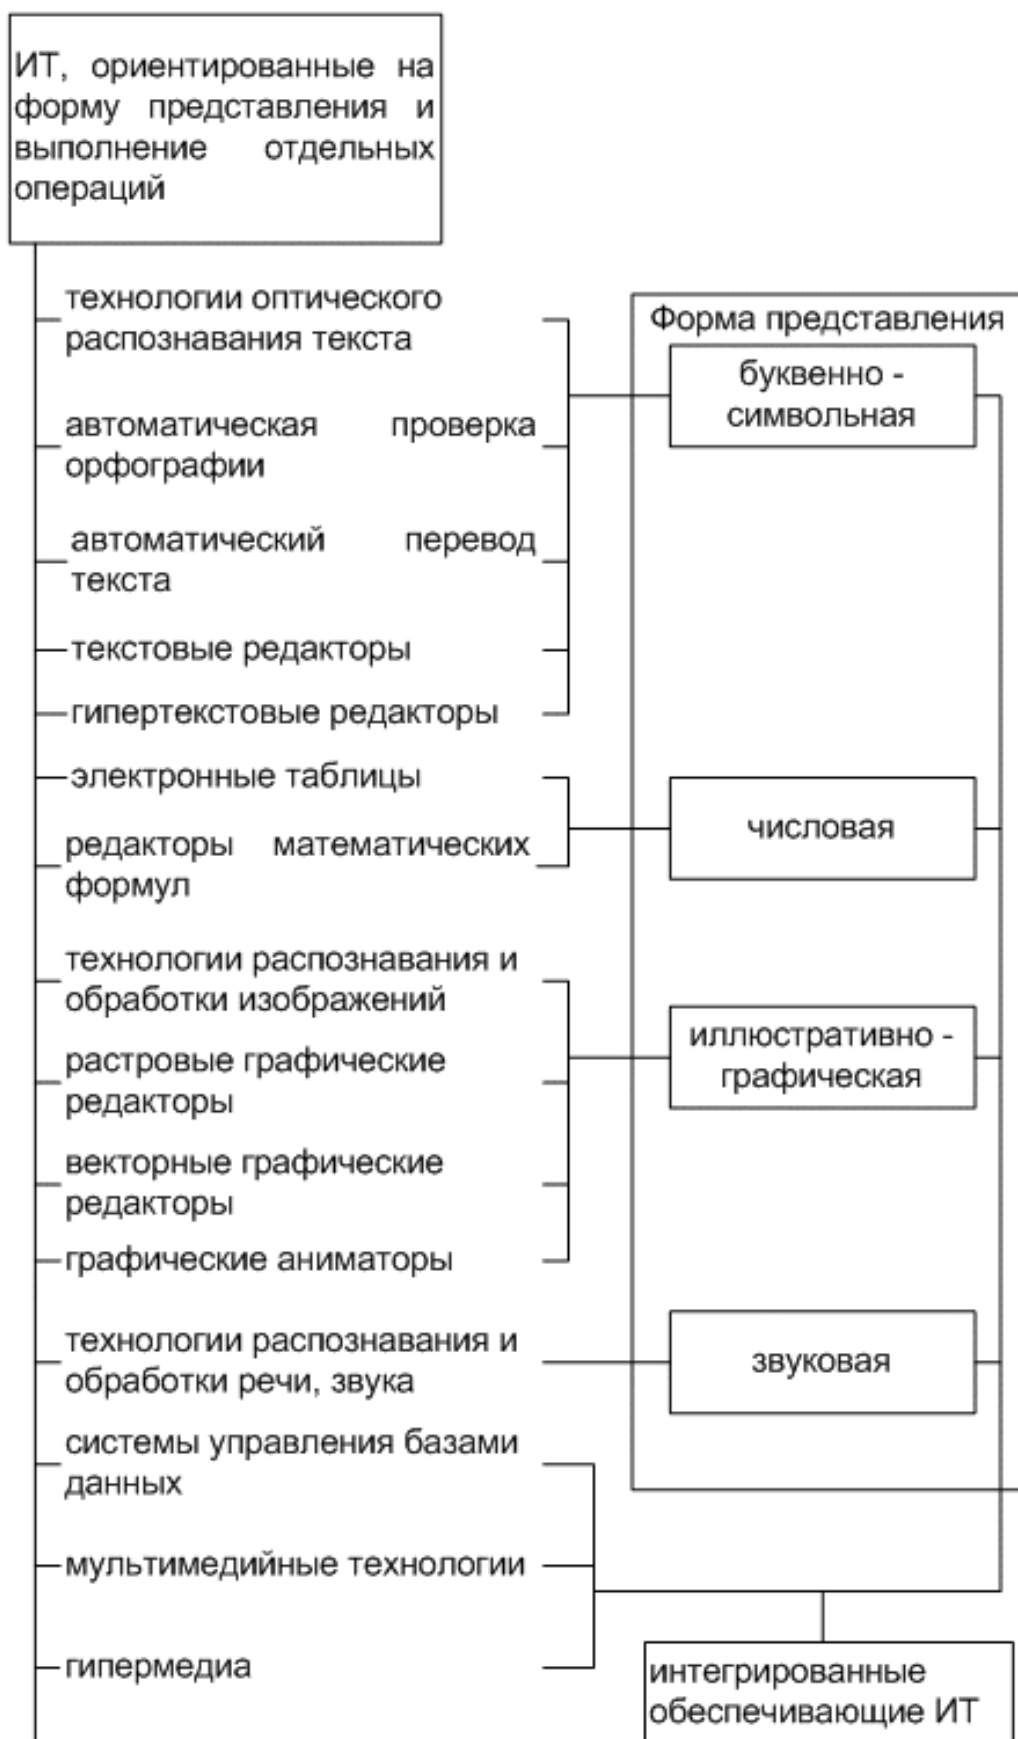 ИТ, ориентированные на
форму представления и
выполнение отдельных
операций
технологии оптического
распознавания текста
автоматическая проверка
орфографии
автоматический перевод
текста
текстовые редакторы
гипертекстовые редакторы
электронные таблицы
редакторы математических
формул
технологии распознавания и
обработки изображений
растровые графические
редакторы
векторные графические
редакторы
графические аниматоры
технологии распознавания и
обработки речи, звука
системы управления базами
данных
мультимедийные технологии
гипермедиа
Форма представления
буквенно -
символьная
числовая
иллюстративно -
графическая
звуковая
интегрированные
обеспечивающие ИТ